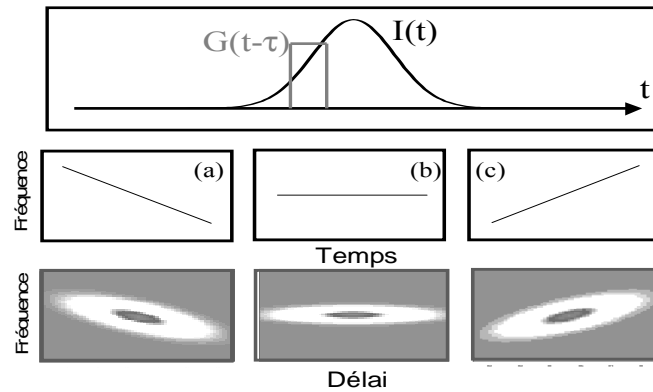 I(t)
G(t-τ)
t
Fréquence
(a)
(b)
(c)
Temps
Fréquence
Délai